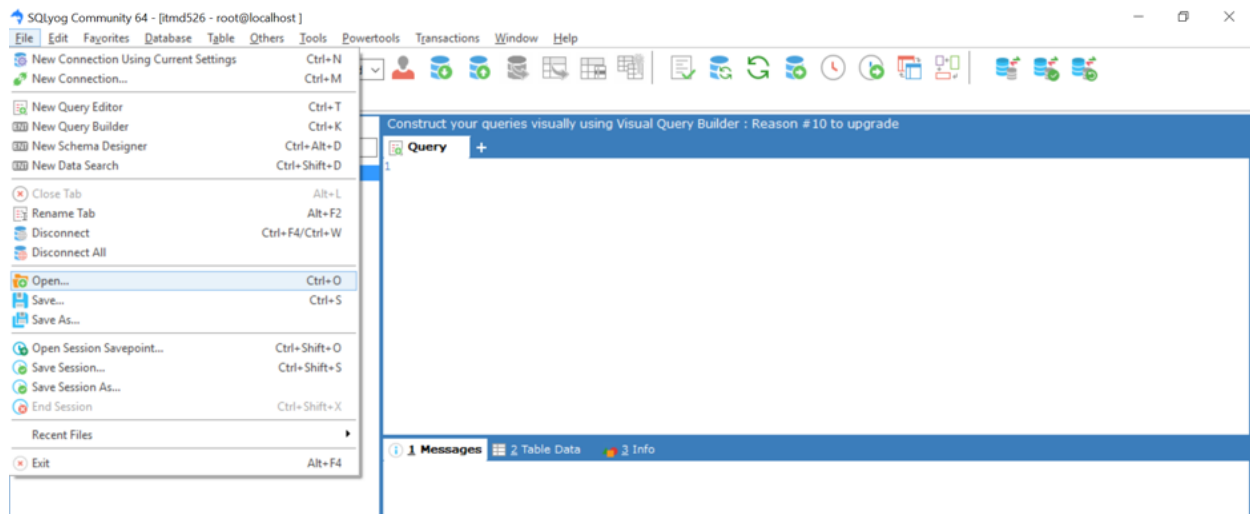 SQLyog Community 64 - [itmd526 - root@localhost ]
File Edit Favorites Database Table Others Tools Powertools Transactions Window Help
New Connection Using Current Settings Ctrl+N
New Connection... Ctrl+M
New Query Editor Ctrl+T
New Query Builder Ctrl+K
New Schema Designer Ctrl+Alt+D
New Data Search Ctrl+Shift+D
Close Tab Alt+L
Rename Tab Alt+F2
Disconnect Ctrl+F4/Ctrl+W
Disconnect All
Open... Ctrl+O
Save... Ctrl+S
Save As...
Open Session Savepoint... Ctrl+Shift+O
Save Session... Ctrl+Shift+S
Save Session As...
End Session Ctrl+Shift+X
Recent Files
Exit Alt+F4
Construct your queries visually using Visual Query Builder : Reason #10 to upgrade
Query +
1
1 Messages 2 Table Data 3 Info